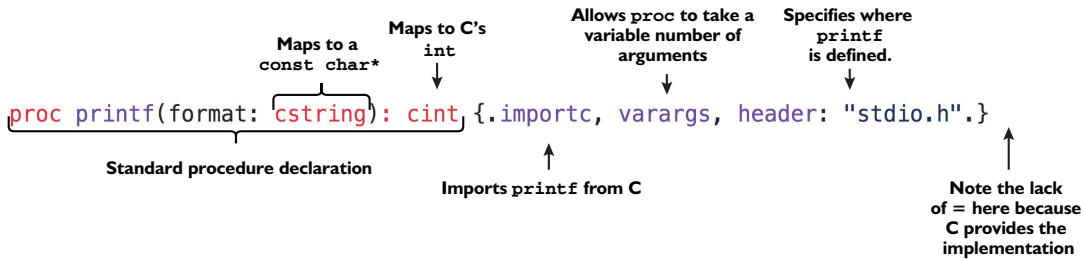 Maps to a
const char*
Maps to C's
int
Allows proc to take a
variable number of
arguments
Specifies where
printf
is defined.
proc printf(format: cstring): cint {.importc, varargs, header: "stdio.h".}
Standard procedure declaration
Imports printf from C
Note the lack
of = here because
C provides the
implementation